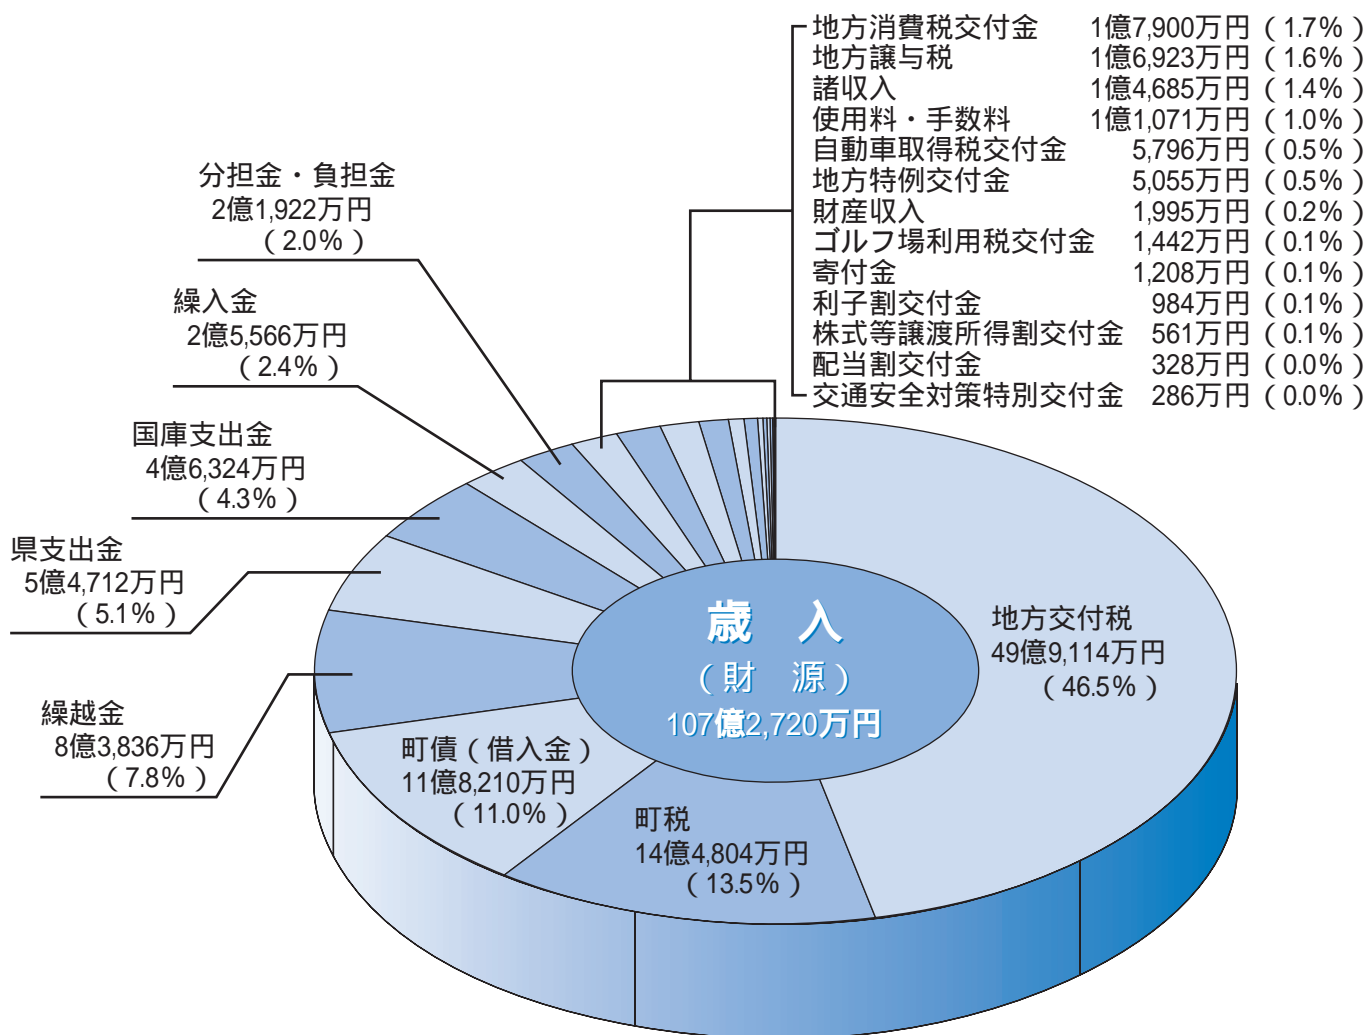 地方消費税交付金 1億7,900万円(1.7%)
地方譲与税 1億6,923万円(1.6%)
諸収入 1億4,685万円(1.4%)
使用料・手数料 1億1,071万円(1.0%)
自動車取得税交付金 5,796万円(0.5%)
地方特例交付金 5,055万円(0.5%)
財産収入 1,995万円(0.2%)
ゴルフ場利用税交付金 1,442万円(0.1%)
寄付金 1,208万円(0.1%)
利子割交付金 984万円(0.1%)
株式等譲渡所得割交付金 561万円(0.1%)
配当割交付金 328万円(0.0%)
交通安全対策特別交付金 286万円(0.0%)
分担金・負担金
2億1,922万円
(2.0%)
繰入金
2億5,566万円
(2.4%)
国庫支出金
4億6,324万円
(4.3%)
県支出金
5億4,712万円
(5.1%)
繰越金
8億3,836万円
(7.8%)
町債(借入金)
11億8,210万円
(11.0%)
町税
14億4,804万円
(13.5%)
地方交付税
49億9,114万円
(46.5%)
歳 入
(財 源)
107億2,720万円